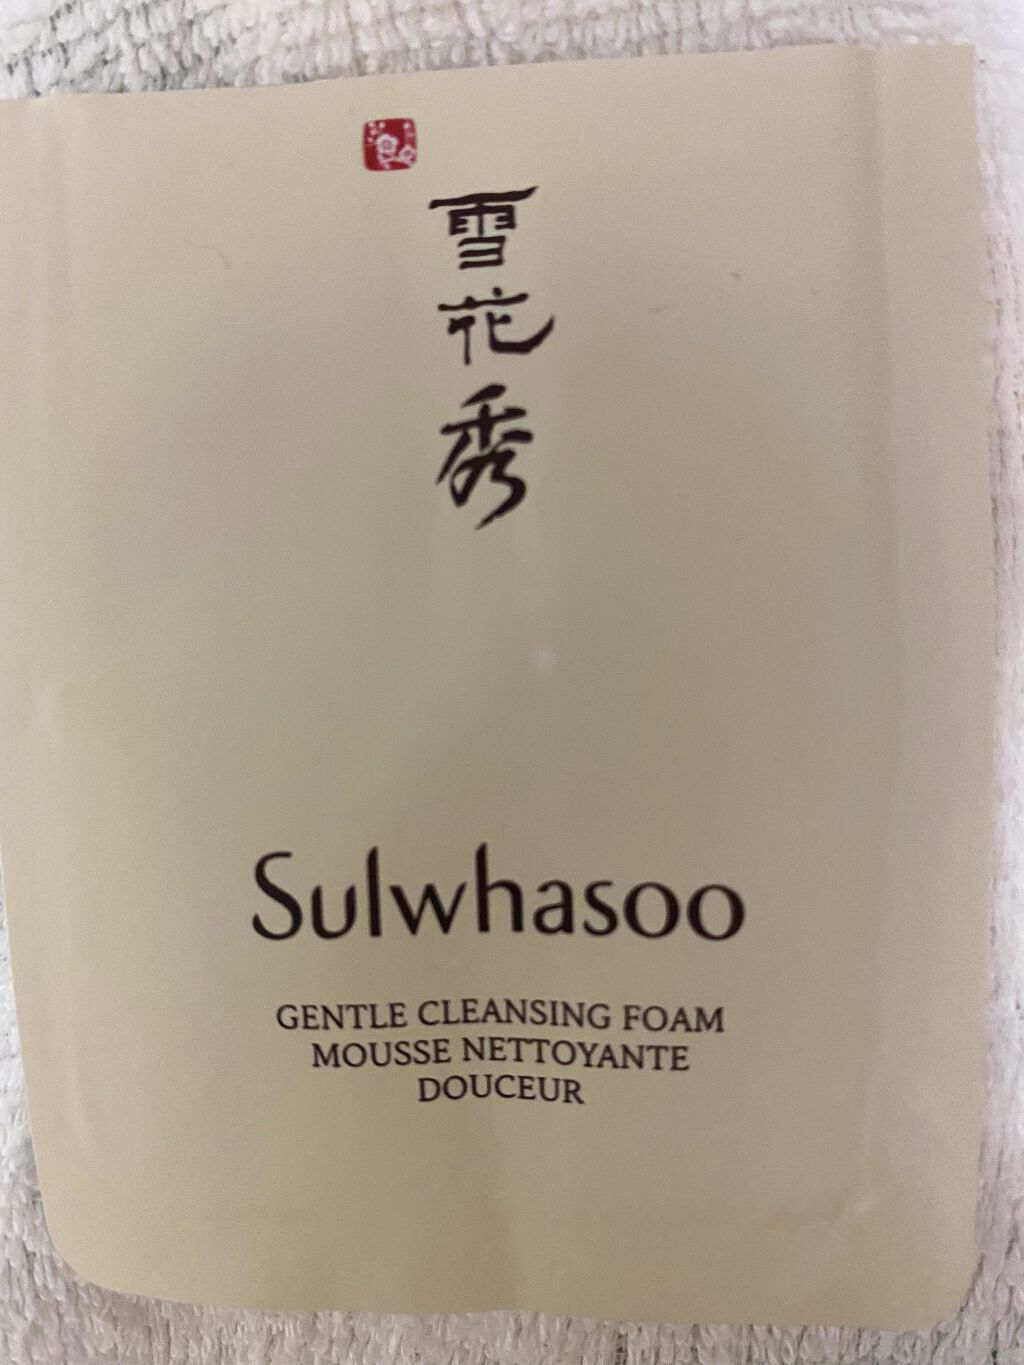 雪花秀
Sulwhasoo
GENTLE CLEANSING FOAM
MOUSSE NETTOYANTE
DOUCEUR